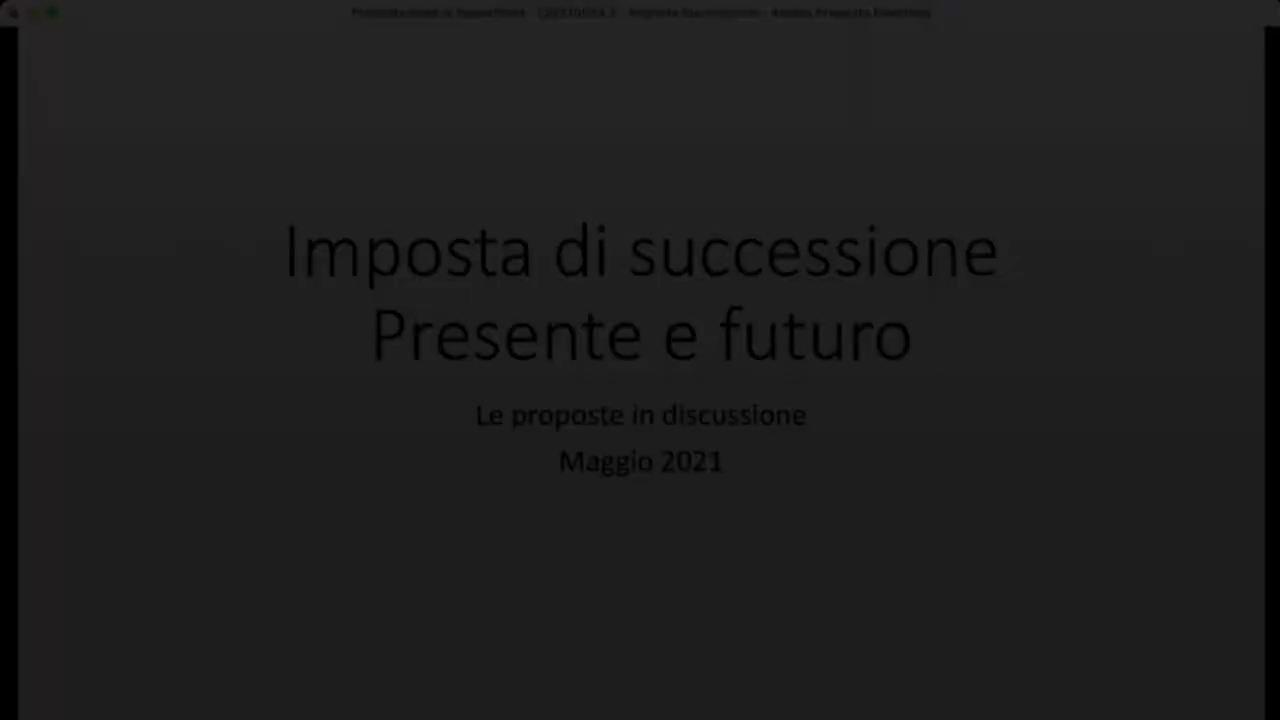 Imposta di successione
Presente e futuro
Le proposte in discussione
Maggio 2021